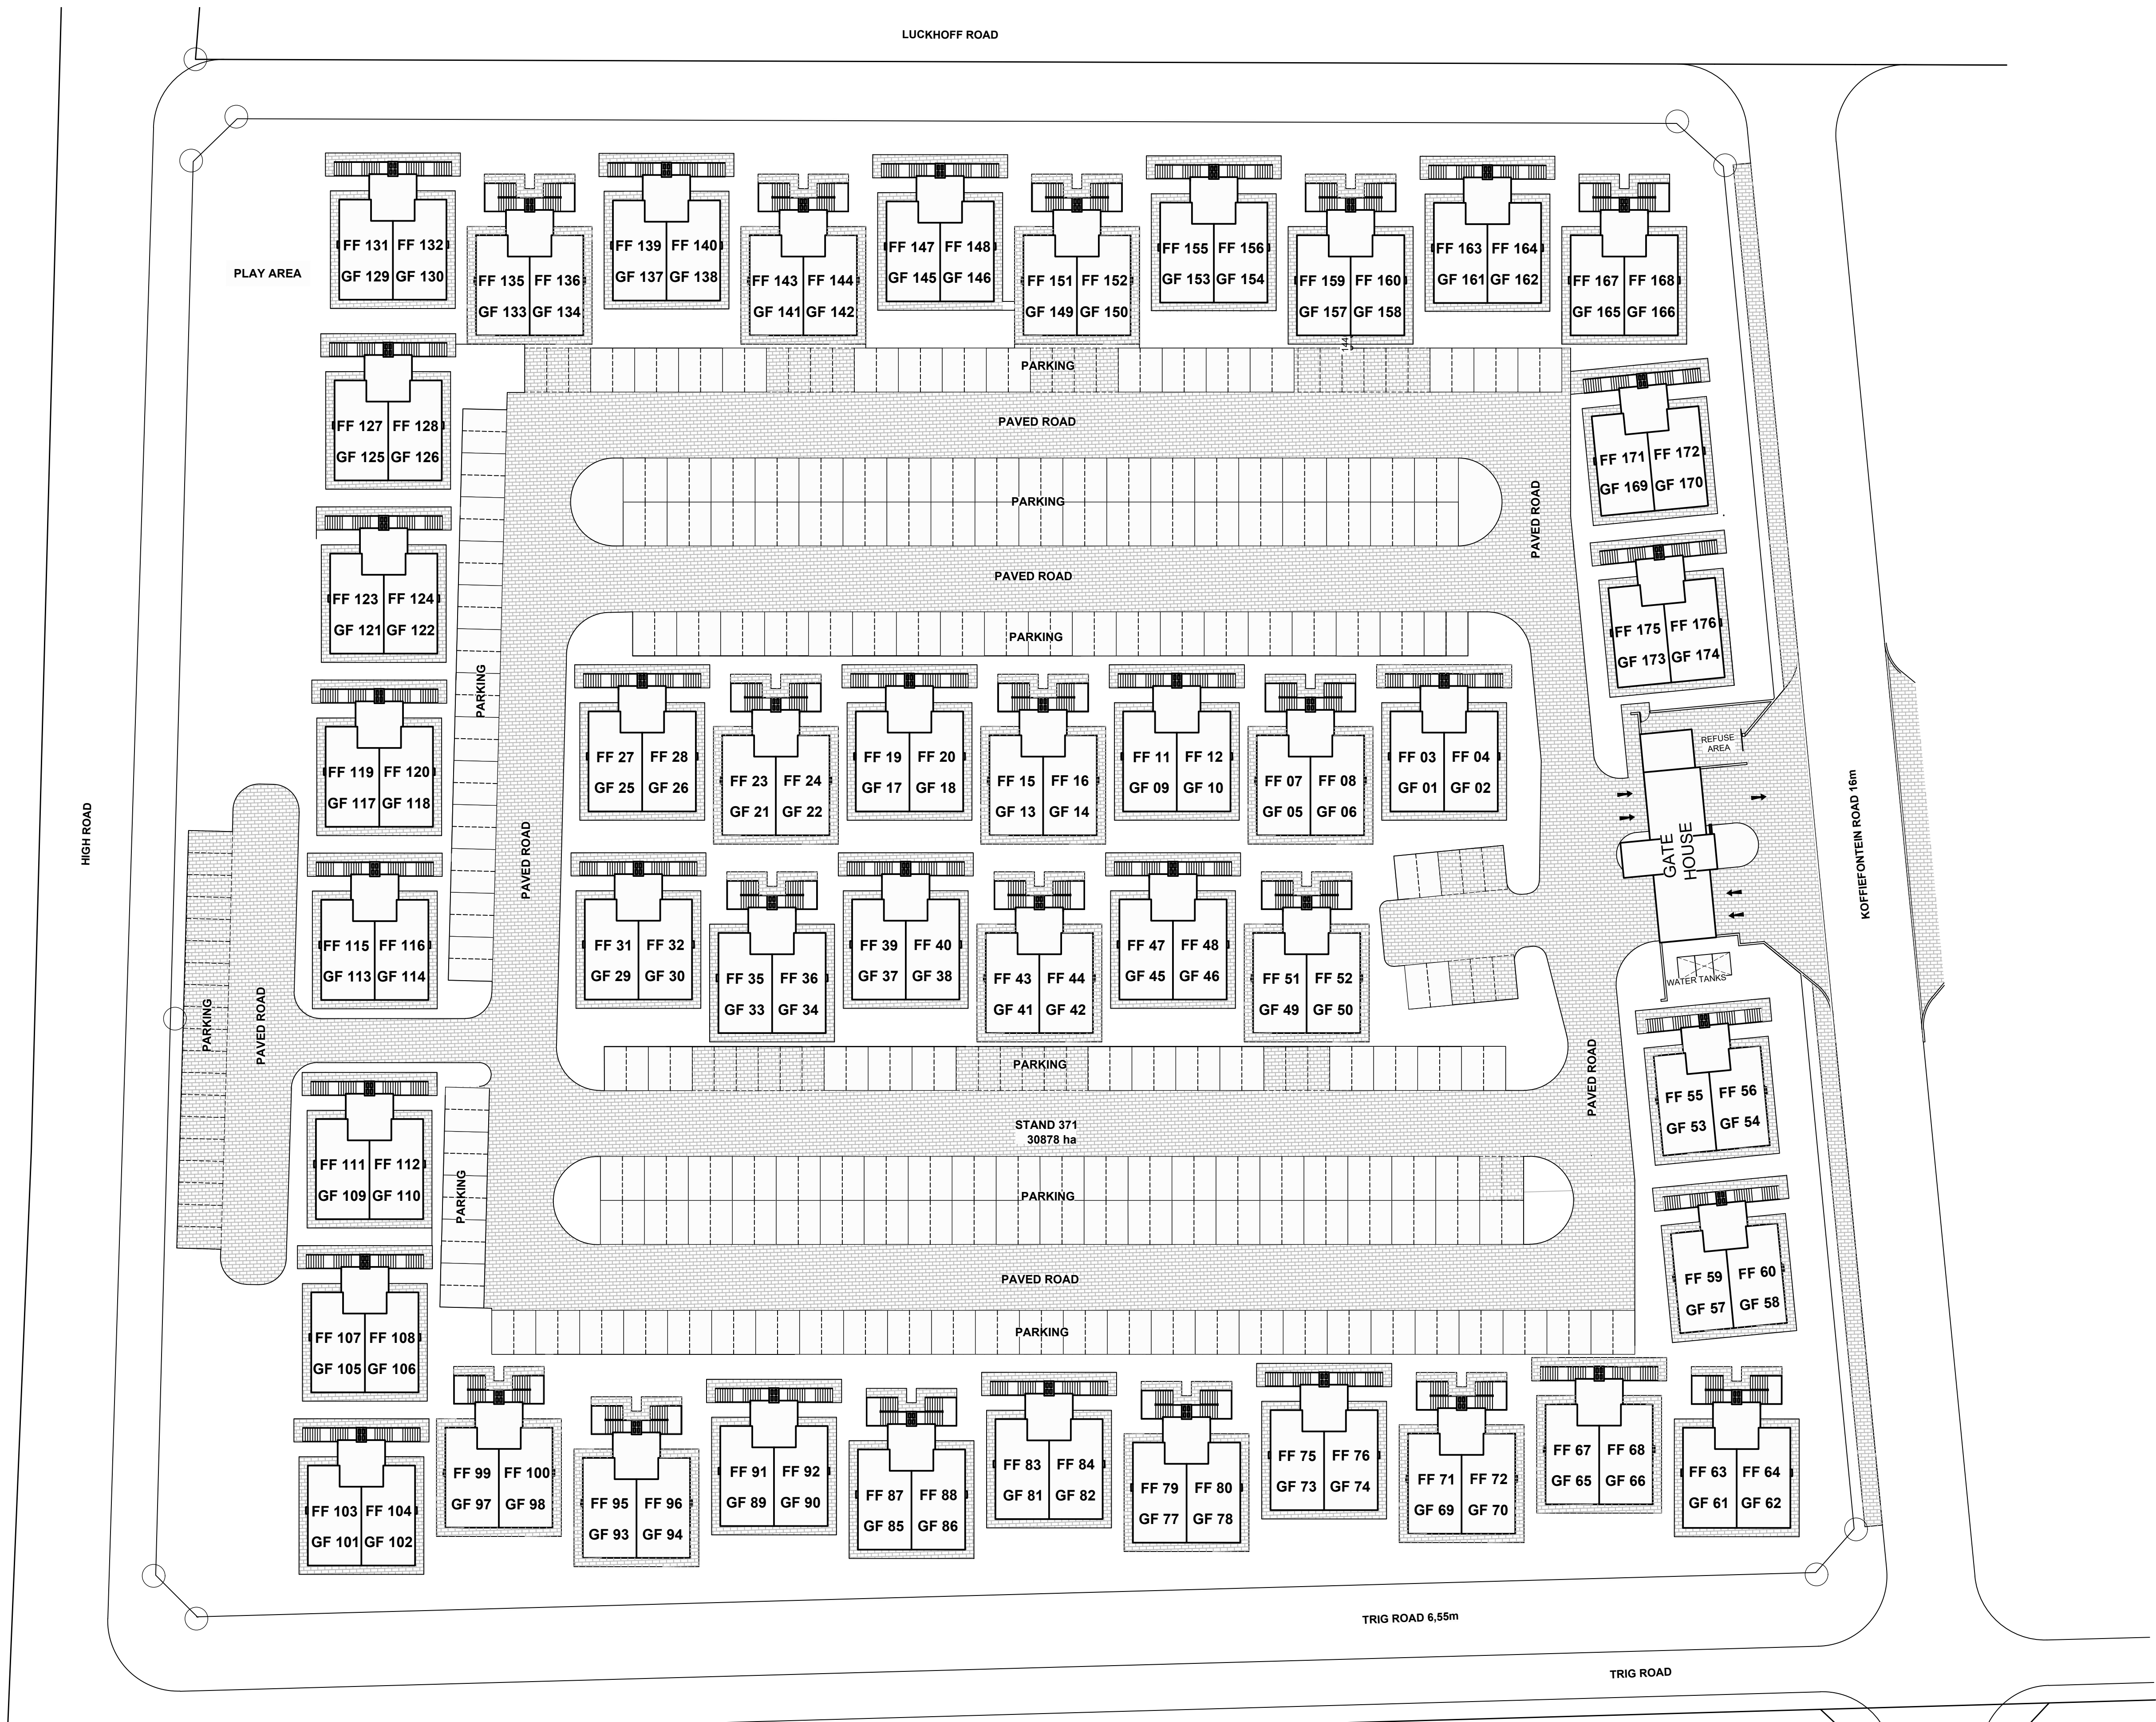 LUCKHOFF ROAD
FF 131 FF 132
GF 129 GF 130
FF 135 FF 136
GF 133 GF 134
FF 139 FF 140
GF 137 GF 138
FF 143 FF 144
GF 141 GF 142
FF 147 FF 148
GF 145 GF 146
FF 151 FF 152
GF 149 GF 150
FF 155 FF 156
GF 153 GF 154
FF 159 FF 160
GF 157 GF 158
FF 163 FF 164
GF 161 GF 162
FF 167 FF 168
GF 165 GF 166
PLAY AREA
144
PARKING
PAVED ROAD
PARKING
PAVED ROAD
PAVED ROAD
PARKING
FF 127 FF 128
GF 125 GF 126
FF 123 FF 124
GF 121 GF 122
FF 119 FF 120
GF 117 GF 118
FF 115 FF 116
GF 113 GF 114
PARKING
PAVED ROAD
FF 171 FF 172
GF 169 GF 170
FF 175 FF 176
GF 173 GF 174
FF 27 FF 28
GF 25 GF 26
FF 23 FF 24
GF 21 GF 22
FF 19 FF 20
GF 17 GF 18
FF 15 FF 16
GF 13 GF 14
FF 11 FF 12
GF 09 GF 10
FF 07 FF 08
GF 05 GF 06
FF 03 FF 04
GF 01 GF 02
REFUSE
AREA
GATE
HOUSE
WATER TANKS
HIGH ROAD
KOFFIEFONTEIN ROAD 16m
FF 31 FF 32
GF 29 GF 30
FF 35 FF 36
GF 33 GF 34
FF 39 FF 40
GF 37 GF 38
FF 43 FF 44
GF 41 GF 42
FF 47 FF 48
GF 45 GF 46
FF 51 FF 52
GF 49 GF 50
PARKING
PAVED ROAD
PARKING
PAVED ROAD
STAND 371
30878 ha
FF 55 FF 56
GF 53 GF 54
FF 59 FF 60
GF 57 GF 58
FF 111 FF 112
GF 109 GF 110
PARKING
PARKING
PAVED ROAD
PARKING
FF 107 FF 108
GF 105 GF 106
FF 103 FF 104
GF 101 GF 102
FF 99 FF 100
GF 97 GF 98
FF 95 FF 96
GF 93 GF 94
FF 91 FF 92
GF 89 GF 90
FF 87 FF 88
GF 85 GF 86
FF 83 FF 84
GF 81 GF 82
FF 79 FF 80
GF 77 GF 78
FF 75 FF 76
GF 73 GF 74
FF 71 FF 72
GF 69 GF 70
FF 67 FF 68
GF 65 GF 66
FF 63 FF 64
GF 61 GF 62
TRIG ROAD 6,55m
TRIG ROAD